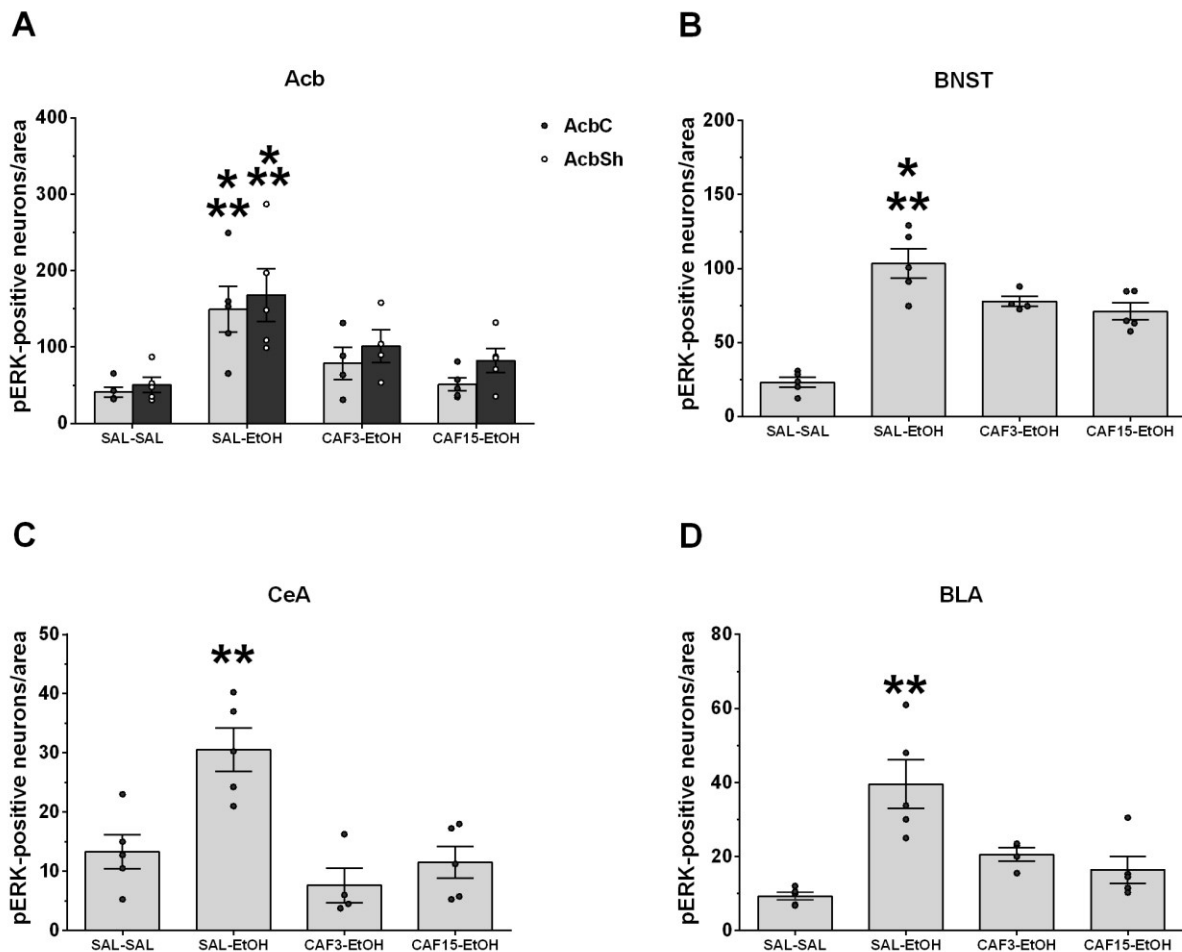 A
Acb
pERK-positive neurons/area
400
300
200
100
0
* *
** **
AcbC
AcbSh
SAL-SAL SAL-EtOH CAF3-EtOH CAF15-EtOH
B
BNST
pERK-positive neurons/area
200
150
100
50
0
*
**
SAL-SAL SAL-EtOH CAF3-EtOH CAF15-EtOH
C
CeA
pERK-positive neurons/area
50
40
30
20
10
0
**
SAL-SAL SAL-EtOH CAF3-EtOH CAF15-EtOH
D
BLA
pERK-positive neurons/area
80
60
40
20
0
**
SAL-SAL SAL-EtOH CAF3-EtOH CAF15-EtOH